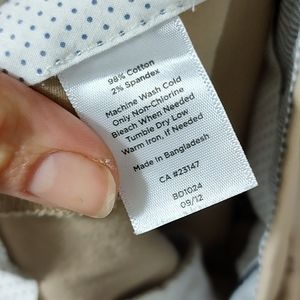 98% Cotton
2% Spandex
Machine Wash Cold
Only Non-Chlorine
Bleach When Needed
Tumble Dry Low
Warm Iron, If Needed
Made in Bangladesh
CA #23147
BD1024
09/12